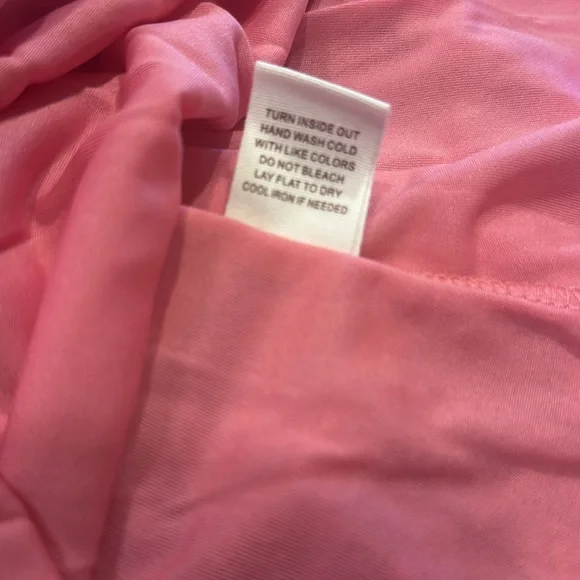 TURN INSIDE OUT
HAND WASH COLD
WITH LIKE COLORS
DO NOT BLEACH
LAY FLAT TO DRY
COOL IRON IF NEEDED